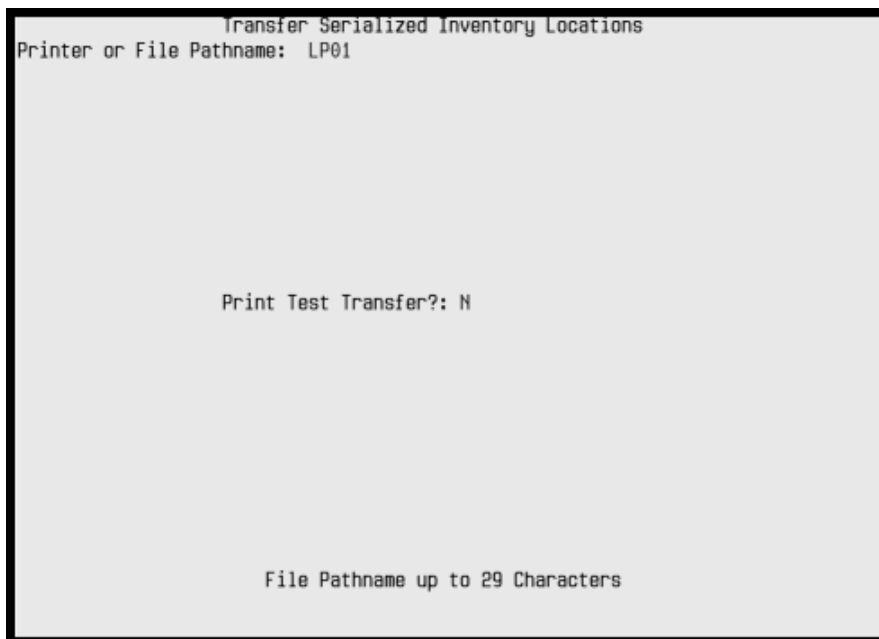 Transfer Serialized Inventory Locations
Printer or File Pathname: LP01
Print Test Transfer?: N
File Pathname up to 29 Characters